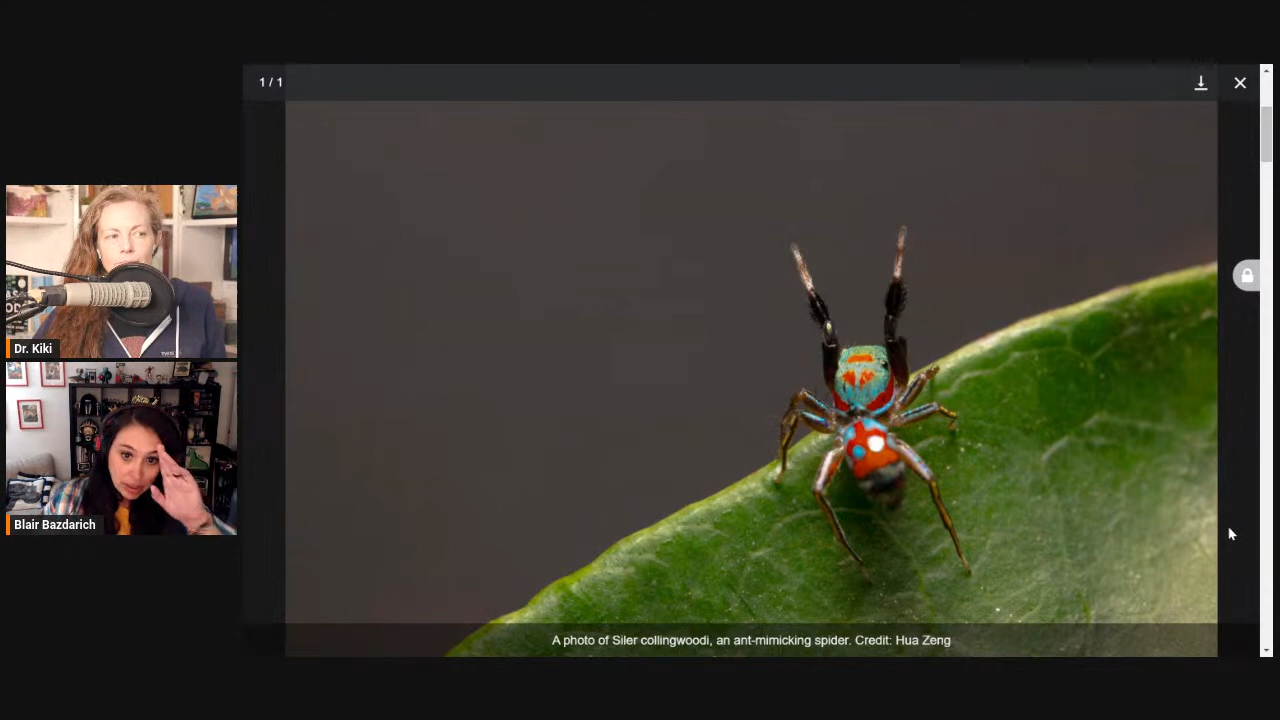 1 / 1
Dr. Kiki
Blair Bazdarich
A photo of Siler collingwoodi, an ant-mimicking spider. Credit: Hua Zeng